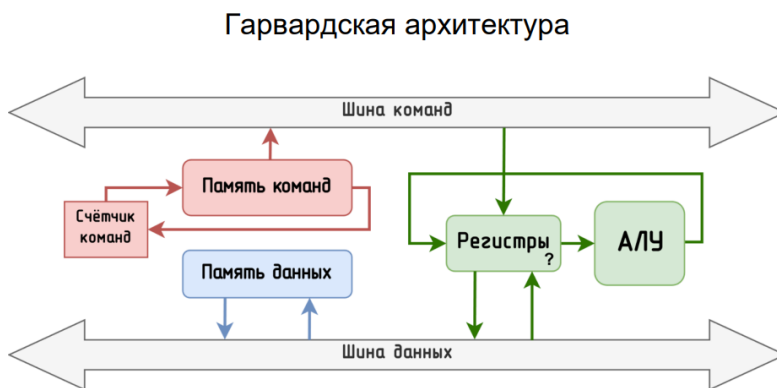 Гарвардская архитектура
Шина команд
Память команд
Счётчик
команд
Регистры
?
АЛУ
Память данных
Шина данных